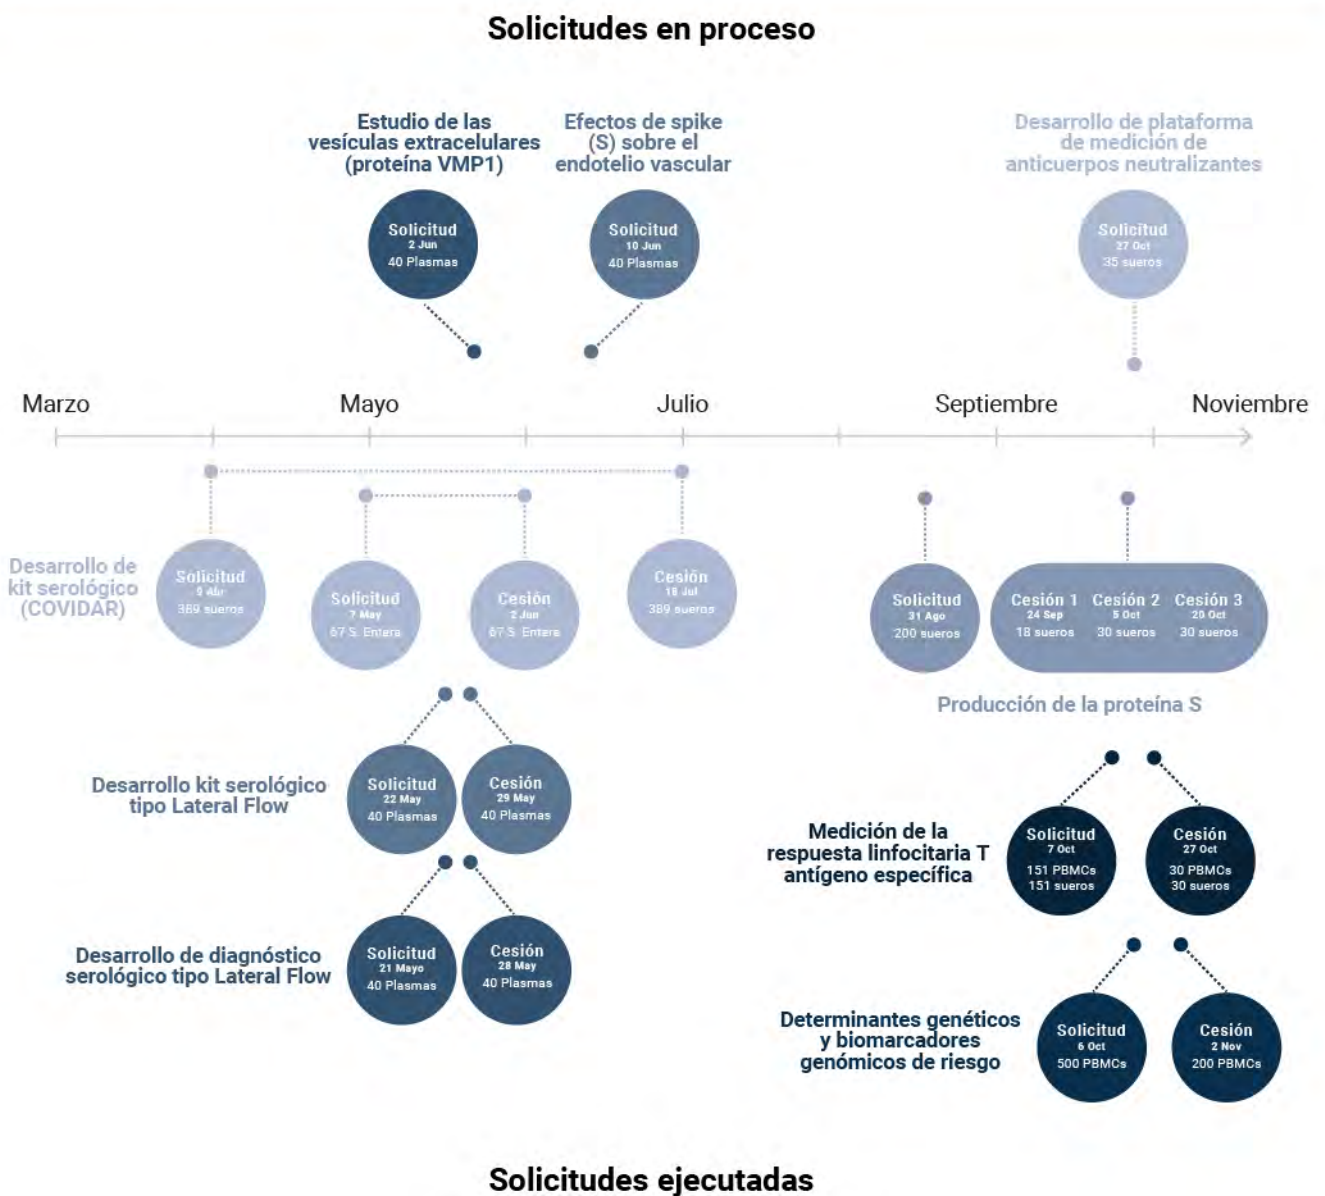 Solicitudes en proceso
Estudio de las
vesículas extracelulares
(proteína VMP1)
Efectos de spike
(S) sobre el
endotelio vascular
Desarrollo de plataforma
de medición de
anticuerpos neutralizantes
Solicitud
2 Jun
40 Plasmas
Solicitud
10 Jun
40 Plasmas
Solicitud
27 Oct
35 sueros
Marzo
Mayo
Julio
Septiembre
Noviembre
Desarrollo de
kit serológico
(COVIDAR)
Solicitud
9 Abr
389 sueros
Solicitud
7 May
67 S. Entera
Cesión
2 Jun
67 S. Entera
Cesión
Jul
389 sueros
Solicitud
31 Ago
200 sueros
Cesión 1
24 Sep
18 sueros
Cesión 2
5 Oct
30 sueros
Cesión 3
20 Oct
30 sueros
Producción de la proteína S
Desarrollo kit serológico
tipo Lateral Flow
Solicitud
22 May
40 Plasmas
Cesión
29 May
40 Plasmas
Medición de la
respuesta linfocitaria T
antígeno específica
Solicitud
7 Oct
151 PBMCs
151 sueros
Cesión
27 Oct
30 PBMCs
30 sueros
Desarrollo de diagnóstico
serológico tipo Lateral Flow
Solicitud
21 Mayo
40 Plasmas
Cesión
28 May
40 Plasmas
Determinantes genéticos
y biomarcadores
genómicos de riesgo
Solicitud
6 Oct
500 PBMCs
Cesión
2 Nov
200 PBMCs
Solicitudes ejecutadas